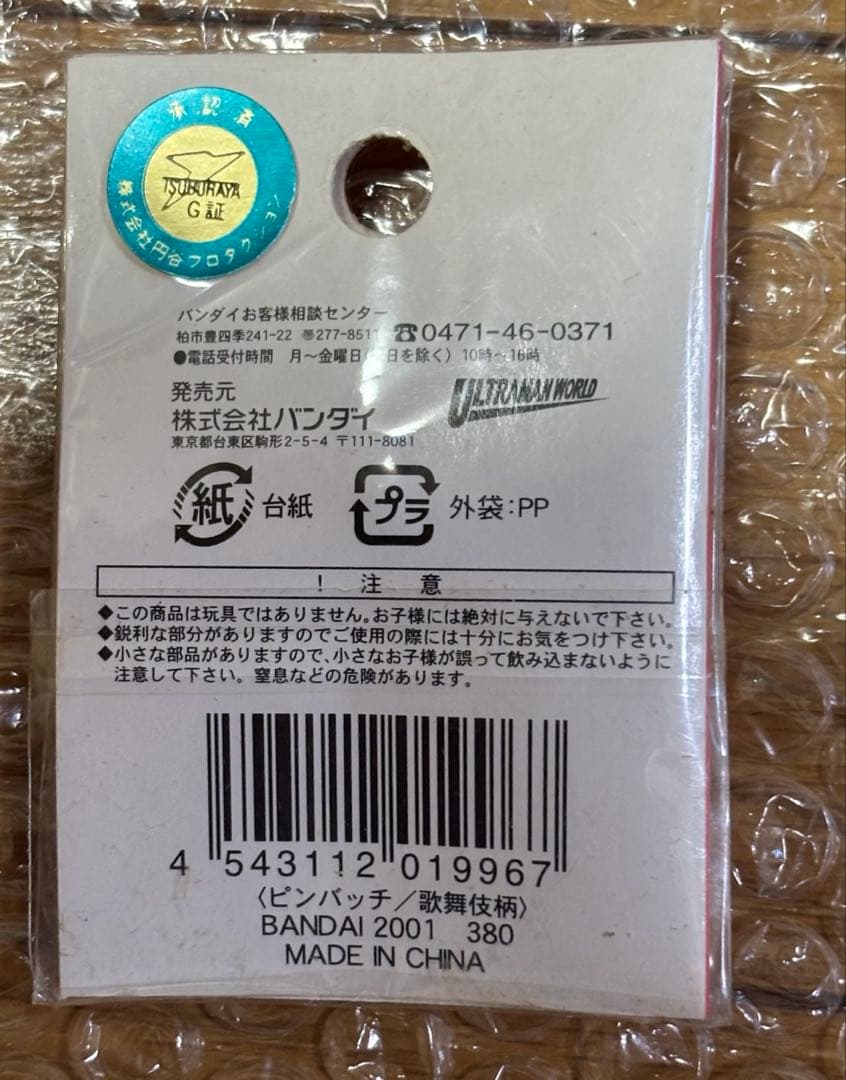 承認済
TSUBURAYA
G証
株式会社円谷プロダクション
バンダイお客様相談センター
柏市豊四季241-22 〠277-8511 ☎0471-46-0371
●電話受付時間 月〜金曜日( 日を除く) 10時〜16時
発売元
株式会社バンダイ
ULTRAMAN WORLD
東京都台東区駒形2-5-4 〒111-8081
紙 台紙 プラ 外袋:PP
! 注意
◆この商品は玩具ではありません。お子様には絶対に与えないで下さい。
◆鋭利な部分がありますのでご使用の際には十分にお気をつけ下さい。
◆小さな部品がありますので、小さなお子様が誤って飲み込まないように
注意して下さい。窒息などの危険があります。
4 543112 019967
〈ピンバッチ/歌舞伎柄〉
BANDAI 2001 380
MADE IN CHINA